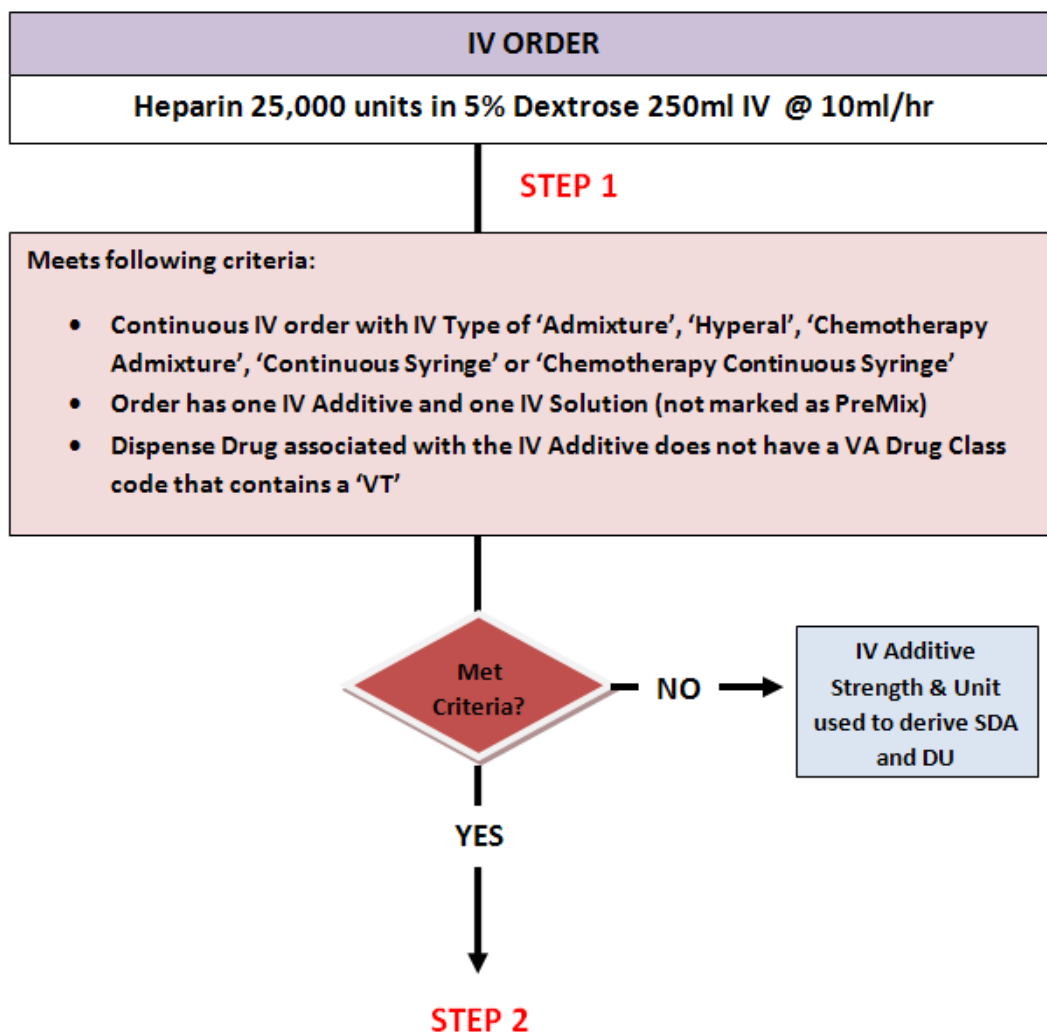 IV ORDER
Heparin 25,000 units in 5% Dextrose 250ml IV  @ 10ml/hr
STEP 1
Meets following criteria:
• Continuous IV order with IV Type of ‘Admixture’, ‘Hyperal’, ‘Chemotherapy
Admixture’, ‘Continuous Syringe’ or ‘Chemotherapy Continuous Syringe’
• Order has one IV Additive and one IV Solution (not marked as PreMix)
• Dispense Drug associated with the IV Additive does not have a VA Drug Class
code that contains a ‘VT’
Met
Criteria?
NO
IV Additive
Strength & Unit
used to derive SDA
and DU
YES
STEP 2